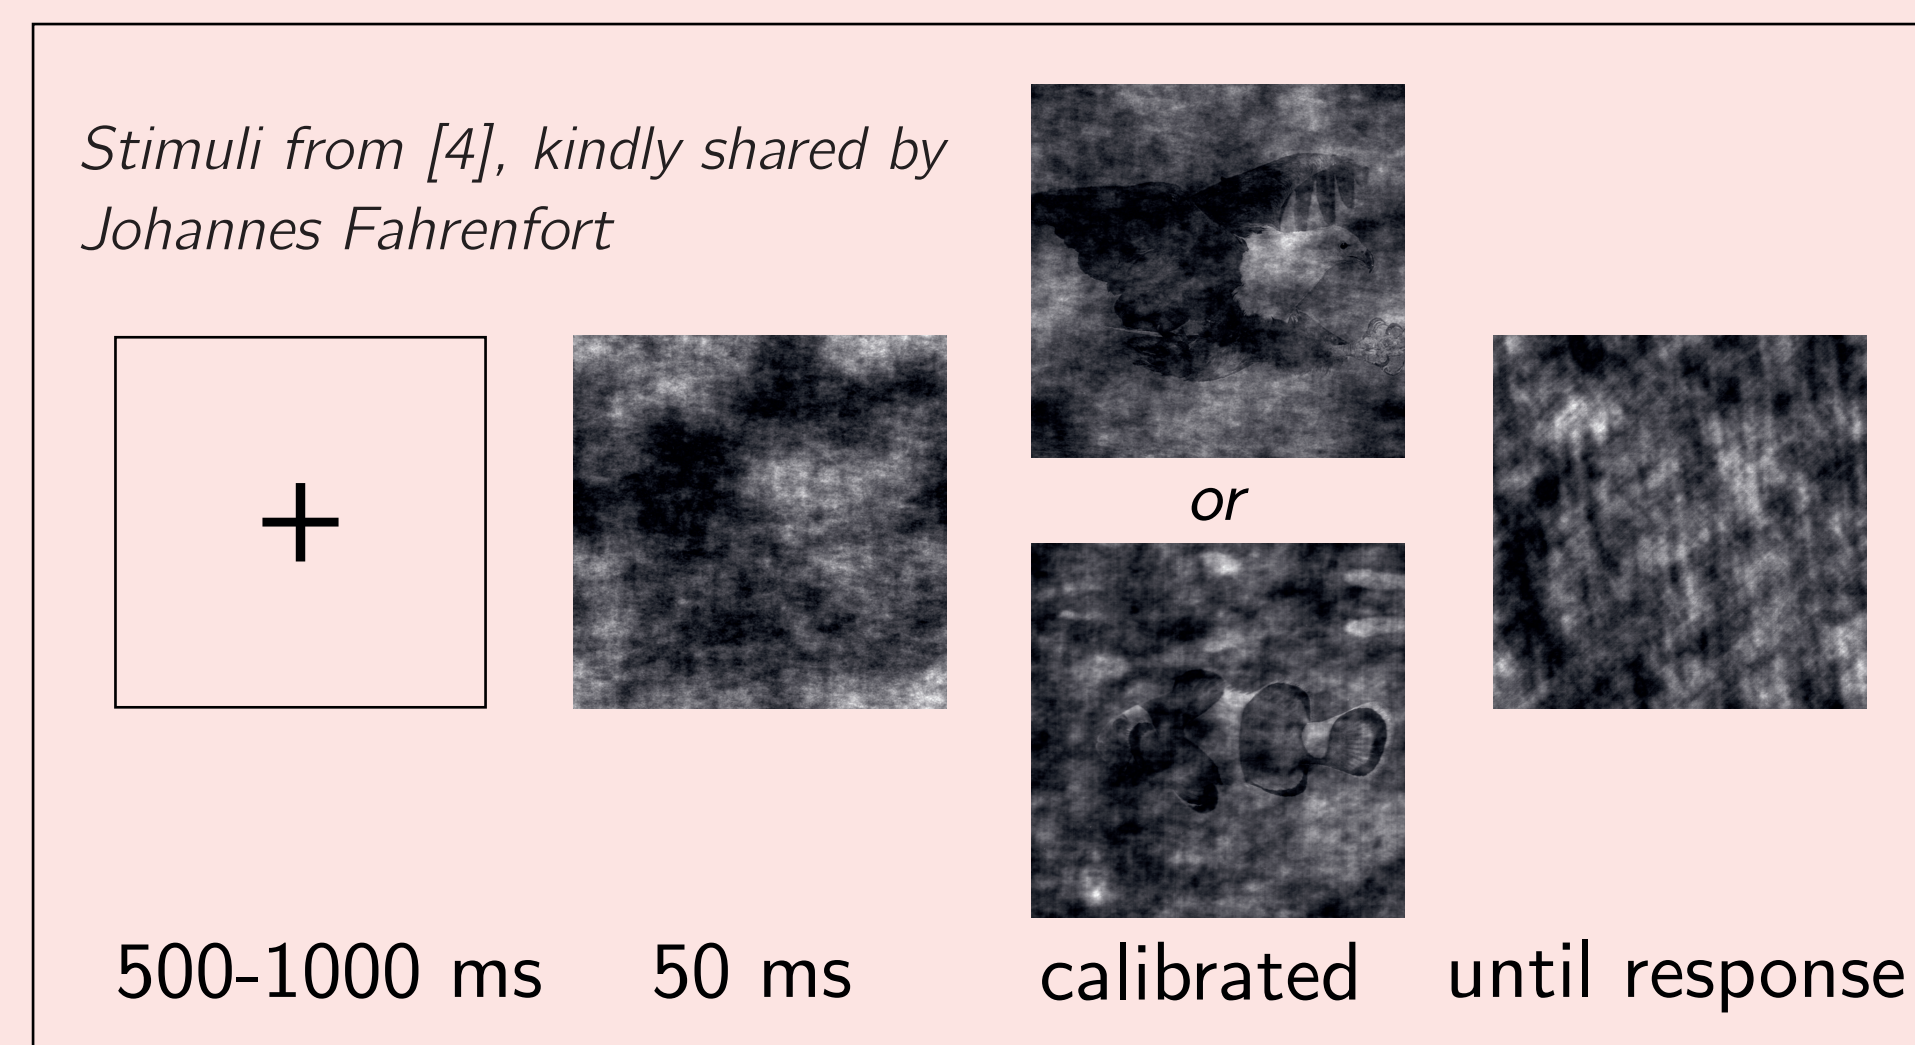 Stimuli from [4], kindly shared by
Johannes Fahrenfort
or
500-1000 ms
50 ms
calibrated
until response